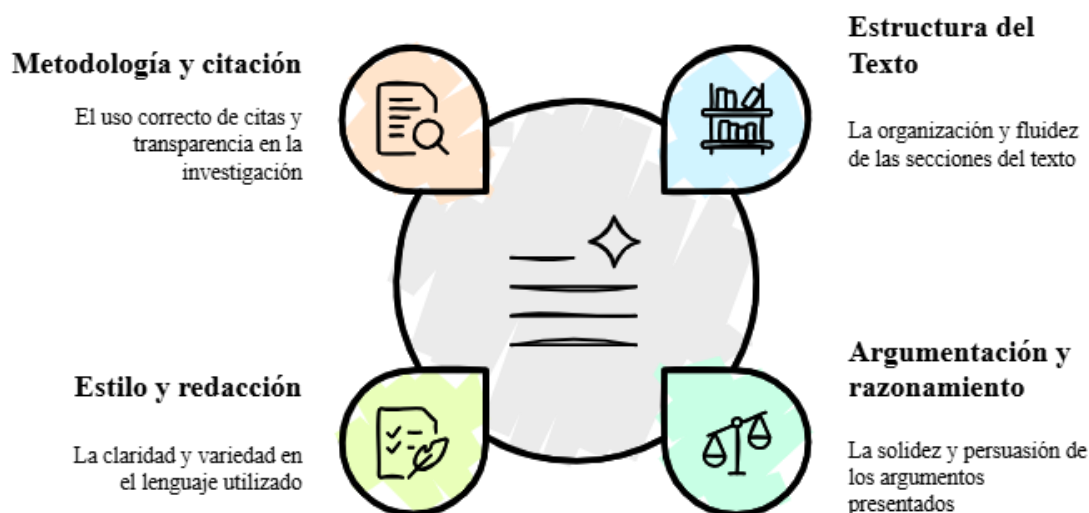 Metodología y citación
El uso correcto de citas y
transparencia en la
investigación
Estructura del
Texto
La organización y fluidez
de las secciones del texto
Estilo y redacción
La claridad y variedad en
el lenguaje utilizado
Argumentación y
razonamiento
La solidez y persuasión de
los argumentos
presentados